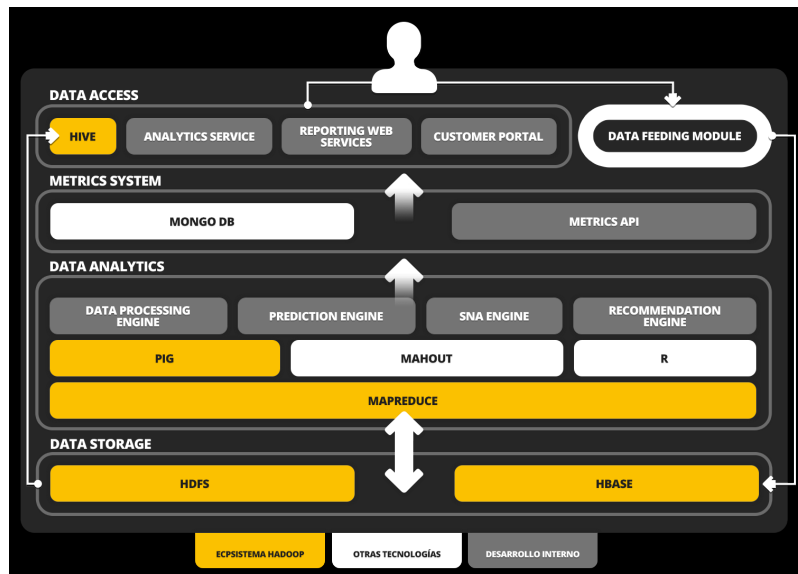 DATA ACCESS
HIVE
ANALYTICS SERVICE
REPORTING WEB
SERVICES
CUSTOMER PORTAL
DATA FEEDING MODULE
METRICS SYSTEM
MONGO DB
METRICS API
DATA ANALYTICS
DATA PROCESSING
ENGINE
PREDICTION ENGINE
SNA ENGINE
RECOMMENDATION
ENGINE
PIG
MAHOUT
R
MAPREDUCE
DATA STORAGE
HDFS
HBASE
ECPSISTEMA HADOOP
OTRAS TECNOLOGÍAS
DESARROLLO INTERNO